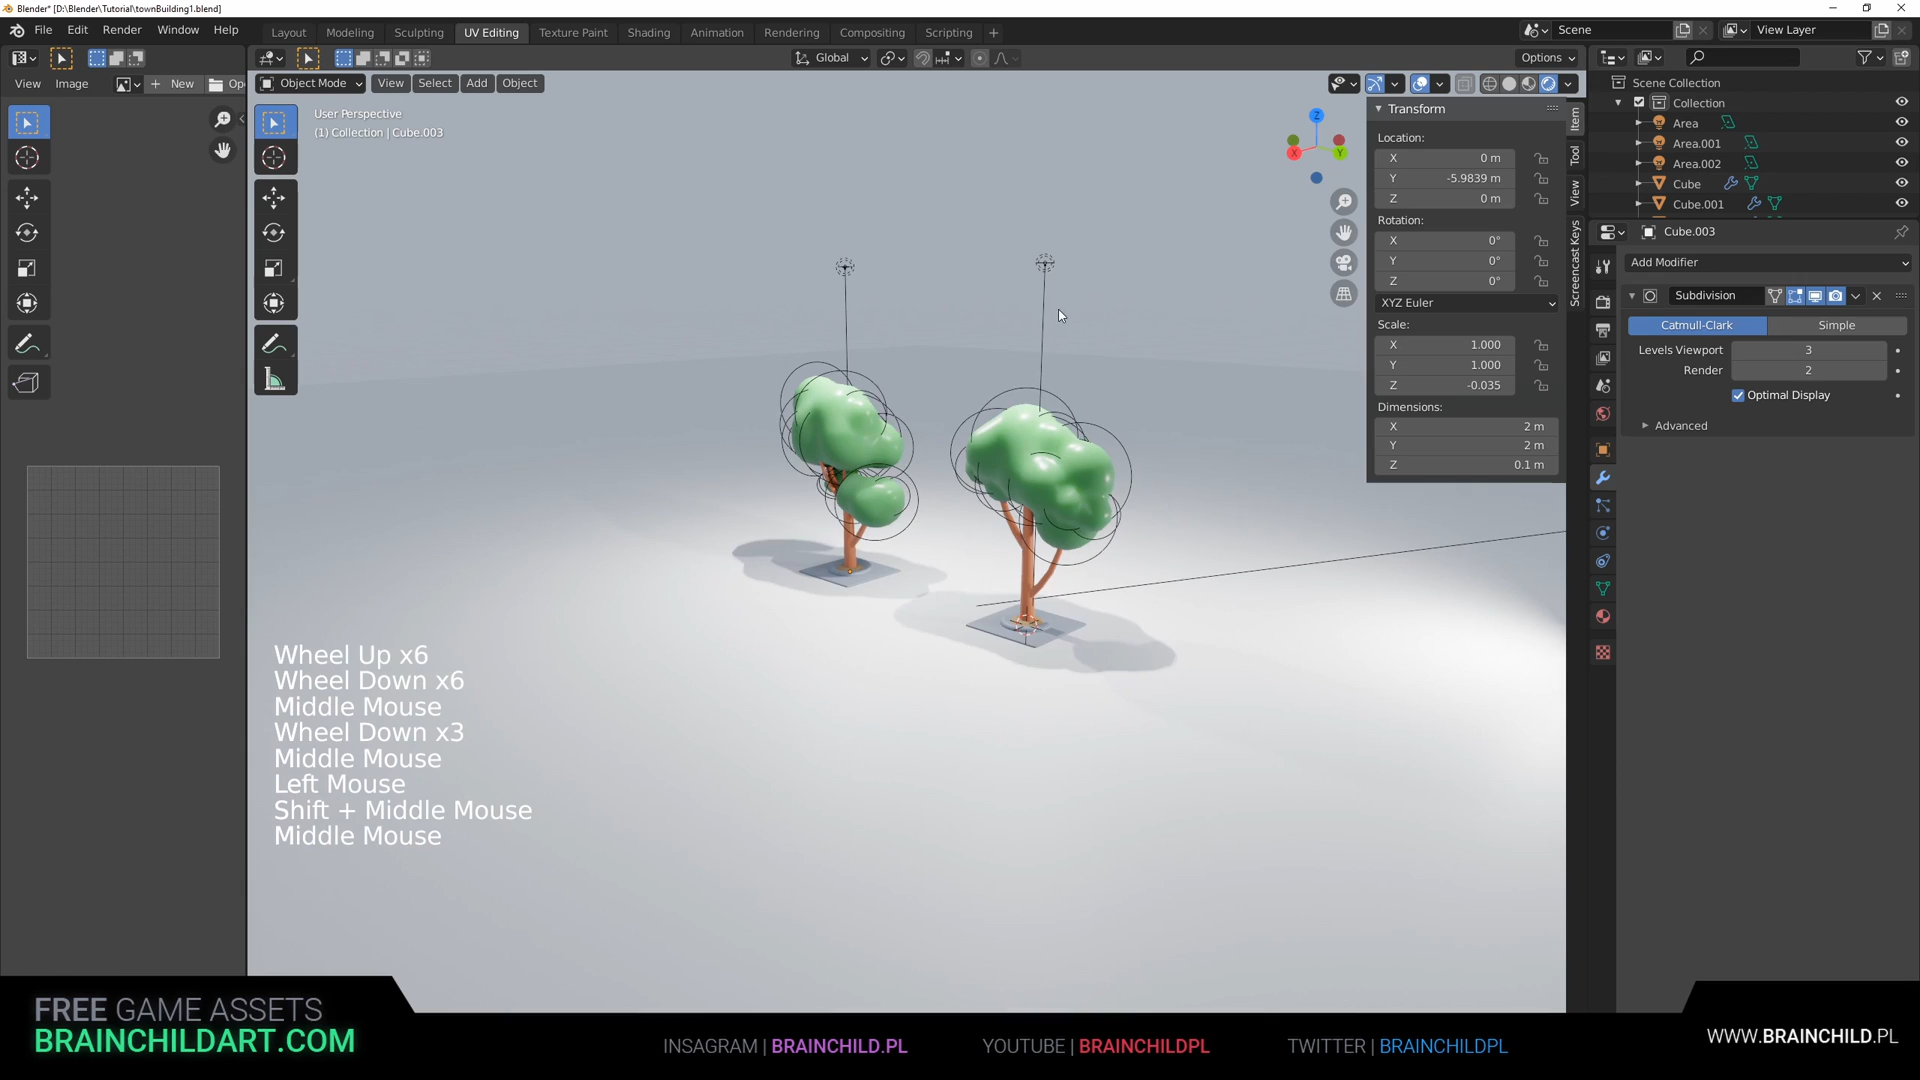 Blender* [D:\Blender\Tutorial\townBuilding1.blend]
File Edit Render Window Help
Layout Modeling Sculpting UV Editing Texture Paint Shading Animation Rendering Compositing Scripting +
Scene
View Layer
Global
Options
View Image
New
Op
Object Mode View Select Add Object
User Perspective
(1) Collection | Cube.003
Z
X
Y
Transform
Location:
X 0 m
Y -5.9839 m
Z 0 m
Rotation:
X 0°
Y 0°
Z 0°
XYZ Euler
Scale:
X 1.000
Y 1.000
Z -0.035
Dimensions:
X 2 m
Y 2 m
Z 0.1 m
Item
Tool
View
Screencast Keys
Scene Collection
Collection
Area
Area.001
Area.002
Cube
Cube.001
Cube.003
Add Modifier
Subdivision
Catmull-Clark Simple
Levels Viewport 3
Render 2
Optimal Display
Advanced
Wheel Up x6
Wheel Down x6
Middle Mouse
Wheel Down x3
Middle Mouse
Left Mouse
Shift + Middle Mouse
Middle Mouse
FREE GAME ASSETS
BRAINCHILDART.COM
INSAGRAM | BRAINCHILD.PL
YOUTUBE | BRAINCHILDPL
TWITTER | BRAINCHILDPL
WWW.BRAINCHILD.PL